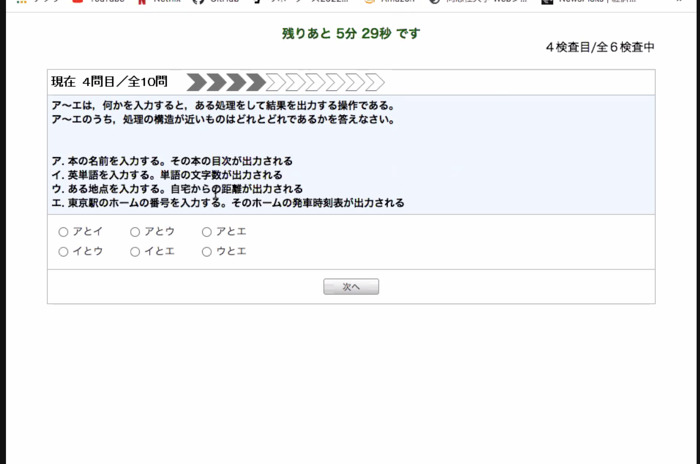 YouTube Netflix GitHub Amazon
残りあと 5分 29秒 です
４検査目/全６検査中
現在 4問目／全10問
ア～エは，何かを入力すると，ある処理をして結果を出力する操作である。
ア～エのうち，処理の構造が近いものはどれとどれであるかを答えなさい。
ア. 本の名前を入力する。その本の目次が出力される
イ. 英単語を入力する。単語の文字数が出力される
ウ. ある地点を入力する。自宅からの距離が出力される
エ. 東京駅のホームの番号を入力する。そのホームの発車時刻表が出力される
アとイ アとウ アとエ
イとウ イとエ ウとエ
次へ